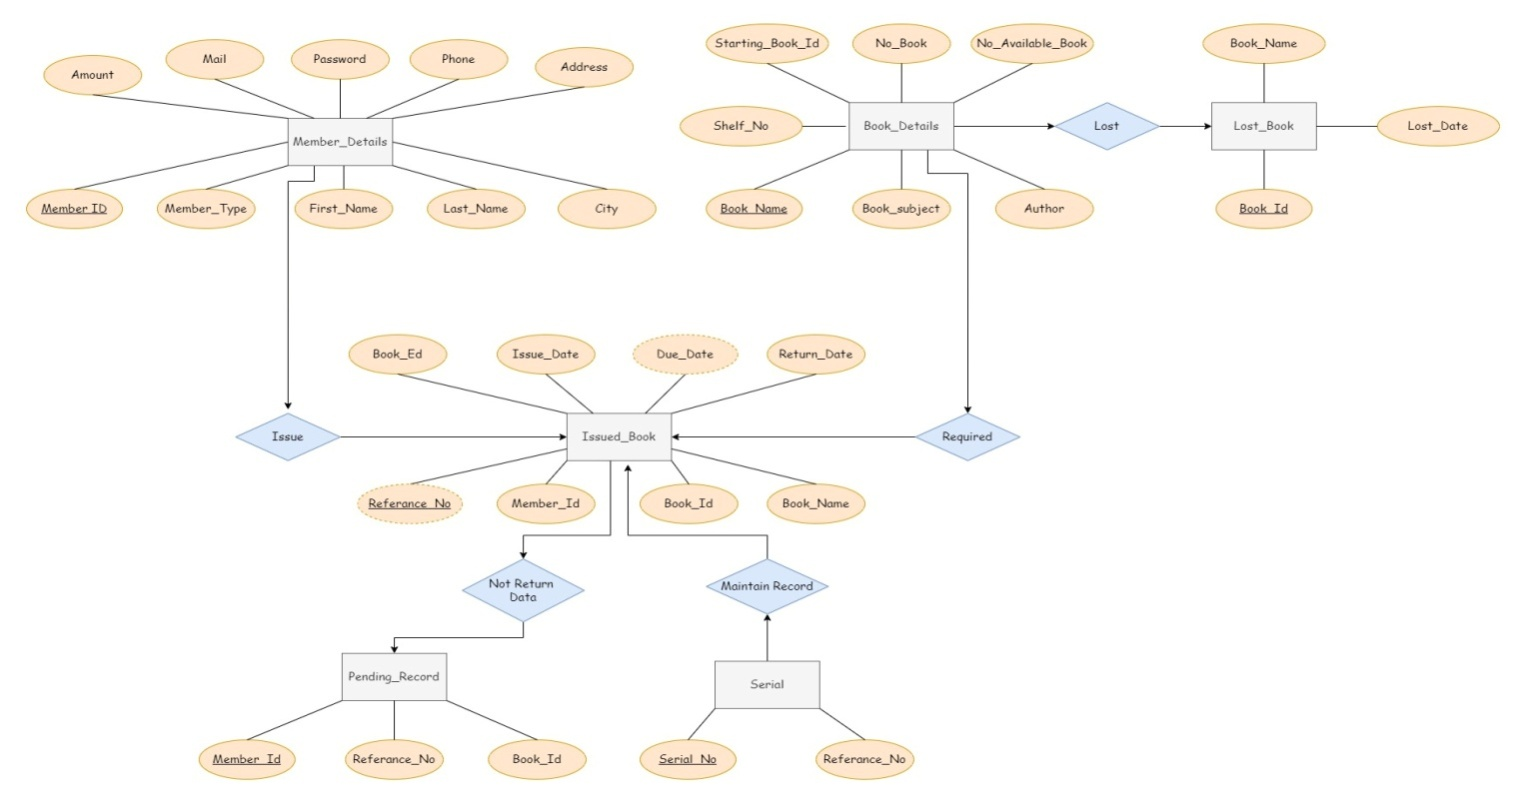 Starting_Book_Id
No_Book
No_Available_Book
Book_Name
Mail
Password
Phone
Address
Amount
Shelf_No
Book_Details
Lost
Lost_Book
Lost_Date
Member_Details
Member ID
Member_Type
First_Name
Last_Name
City
Book_Name
Book_subject
Author
Book_Id
Book_Ed
Issue_Date
Due_Date
Return_Date
Issue
Issued_Book
Required
Referance_No
Member_Id
Book_Id
Book_Name
Not Return
Data
Maintain Record
Pending_Record
Serial
Member_Id
Referance_No
Book_Id
Serial_No
Referance_No